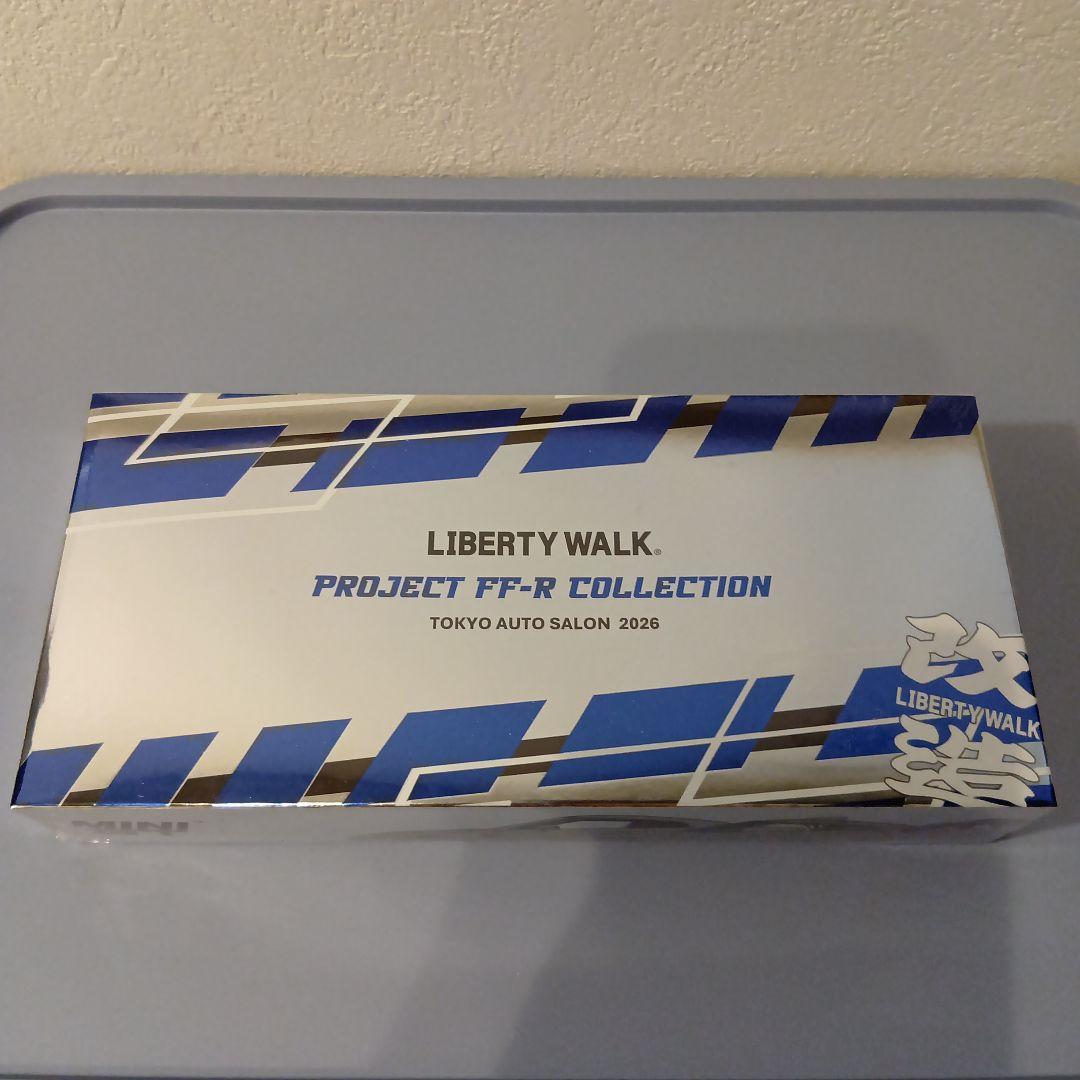 LIBERTY WALK®
PROJECT FF-R COLLECTION
TOKYO AUTO SALON 2026
改
LIBERTY WALK
造
MINI